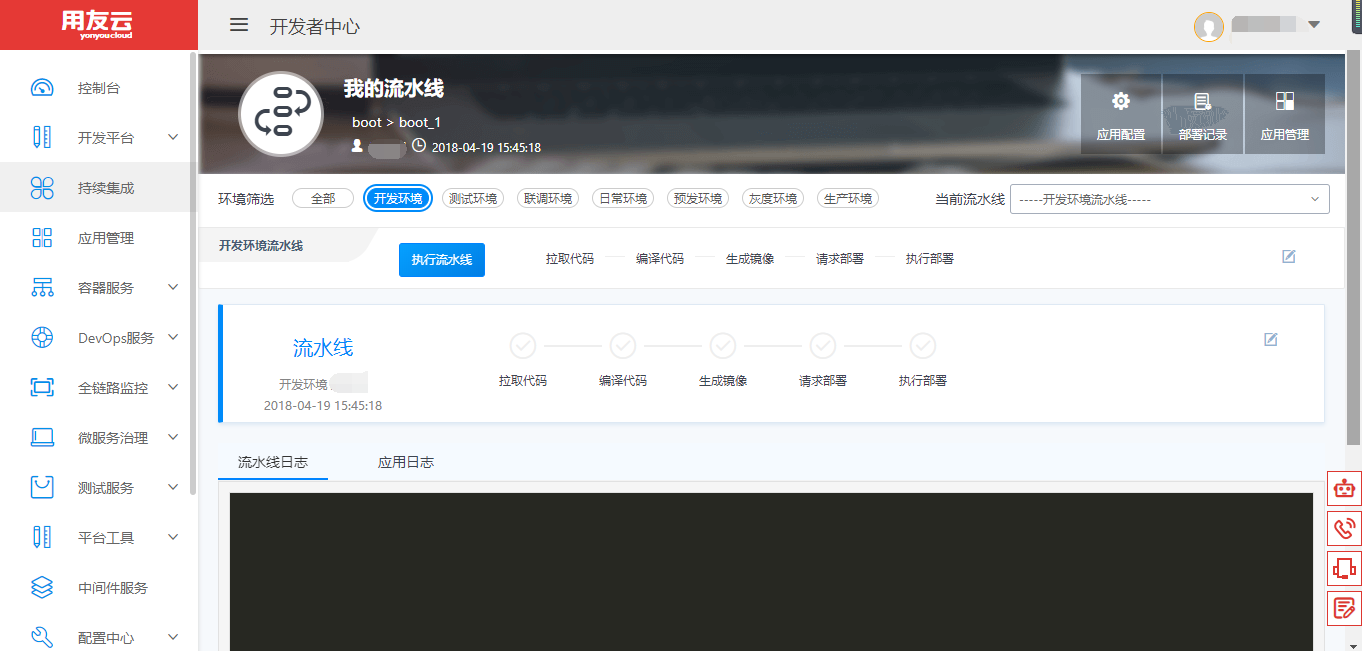 用友云
yonyoucloud
开发者中心
控制台
开发平台
持续集成
应用管理
容器服务
DevOps服务
全链路监控
微服务治理
测试服务
平台工具
中间件服务
配置中心
我的流水线
boot > boot_1
2018-04-19 15:45:18
应用配置
部署记录
应用管理
环境筛选 全部 开发环境 测试环境 联调环境 日常环境 预发环境 灰度环境 生产环境 当前流水线 -----开发环境流水线-----
开发环境流水线
执行流水线 拉取代码 编译代码 生成镜像 请求部署 执行部署
流水线
开发环境
2018-04-19 15:45:18
拉取代码 编译代码 生成镜像 请求部署 执行部署
流水线日志 应用日志